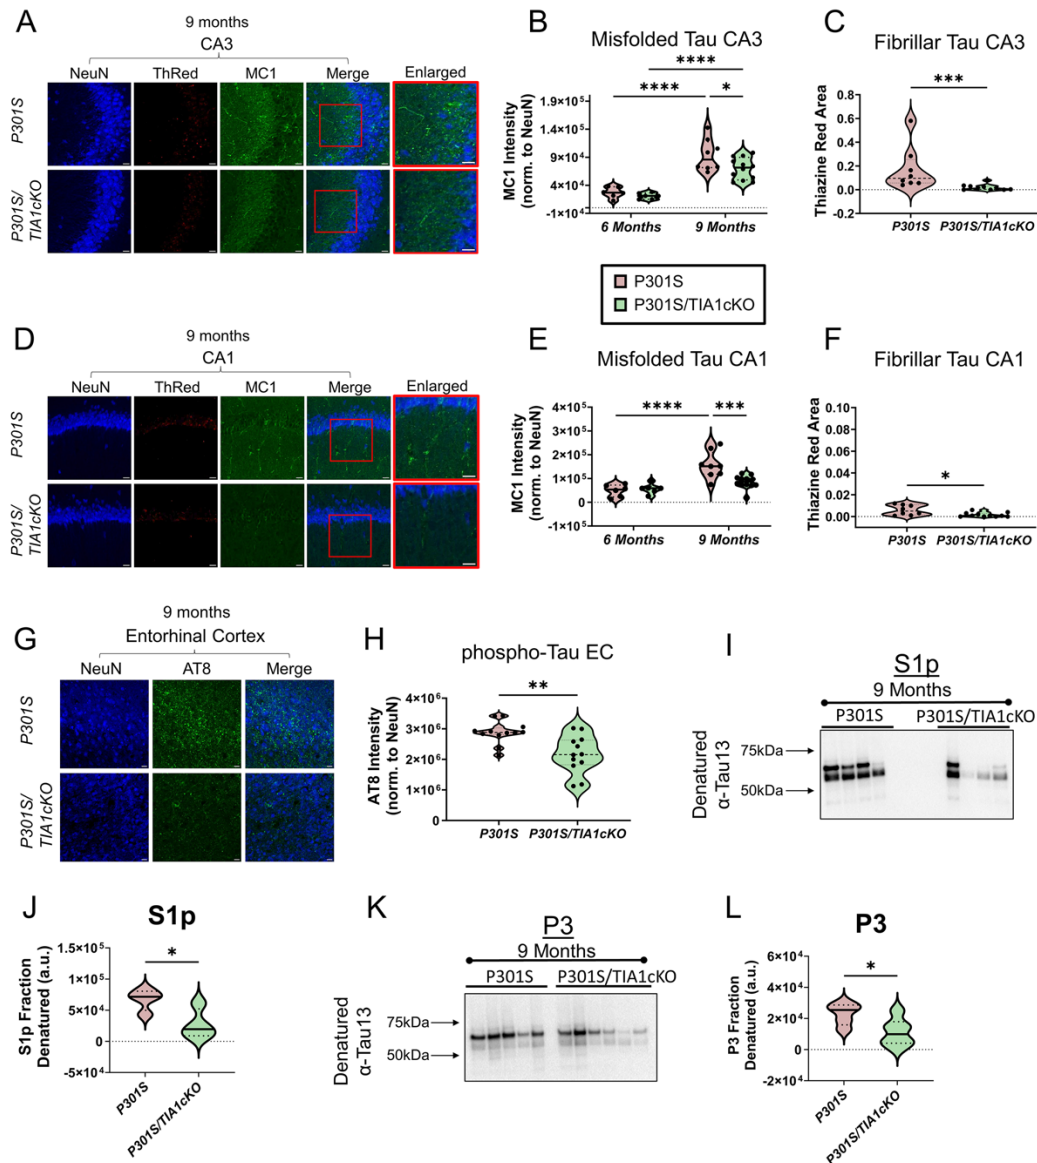 A
9 months
CA3
NeuN ThRed MC1 Merge Enlarged
P301S
P301S/
TIA1cKO
B
Misfolded Tau CA3
**** 
**** *
MC1 Intensity
(norm. to NeuN)
1.9×10⁵
1.4×10⁵
9×10⁴
4×10⁴
-1×10⁴
6 Months 9 Months
C
Fibrillar Tau CA3
***
Thiazine Red Area
0.8
0.6
0.4
0.2
0.0
-0.2
P301S P301S/TIA1cKO
P301S
P301S/TIA1cKO
D
9 months
CA1
NeuN ThRed MC1 Merge Enlarged
P301S
P301S/
TIA1cKO
E
Misfolded Tau CA1
**** ***
MC1 Intensity
(norm. to NeuN)
4×10⁵
3×10⁵
2×10⁵
1×10⁵
0
-1×10⁵
6 Months 9 Months
F
Fibrillar Tau CA1
*
Thiazine Red Area
0.10
0.08
0.06
0.04
0.02
0.00
P301S P301S/TIA1cKO
G
9 months
Entorhinal Cortex
NeuN AT8 Merge
P301S
P301S/
TIA1cKO
H
phospho-Tau EC
**
AT8 Intensity
(norm. to NeuN)
4×10⁶
3×10⁶
2×10⁶
1×10⁶
0
P301S P301S/TIA1cKO
I
S1p
9 Months
P301S P301S/TIA1cKO
75kDa
50kDa
Denatured
α-Tau13
J
S1p
*
S1p Fraction
Denatured (a.u.)
1.5×10⁵
1×10⁵
5×10⁴
0
-5×10⁴
P301S
P301S/TIA1cKO
K
P3
9 Months
P301S P301S/TIA1cKO
75kDa
50kDa
Denatured
α-Tau13
L
P3
*
P3 Fraction
Denatured (a.u.)
6×10⁴
4×10⁴
2×10⁴
0
-2×10⁴
P301S
P301S/TIA1cKO